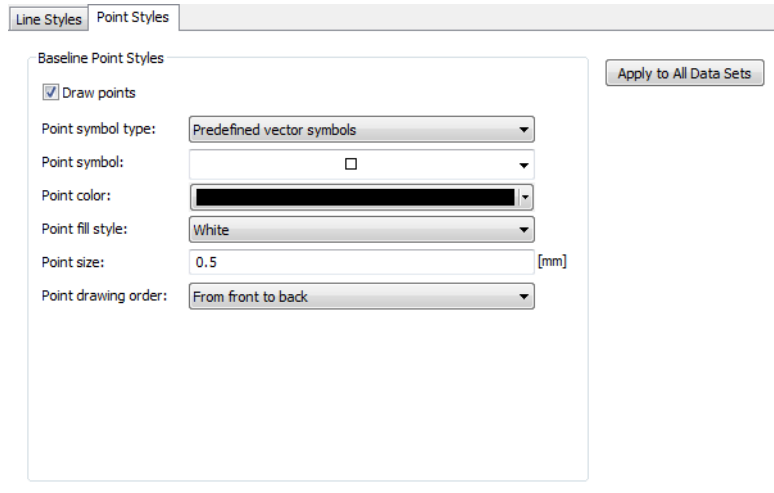 Line Styles Point Styles
Baseline Point Styles
Apply to All Data Sets
Draw points
Point symbol type: Predefined vector symbols
Point symbol:
Point color:
Point fill style: White
Point size: 0.5 [mm]
Point drawing order: From front to back